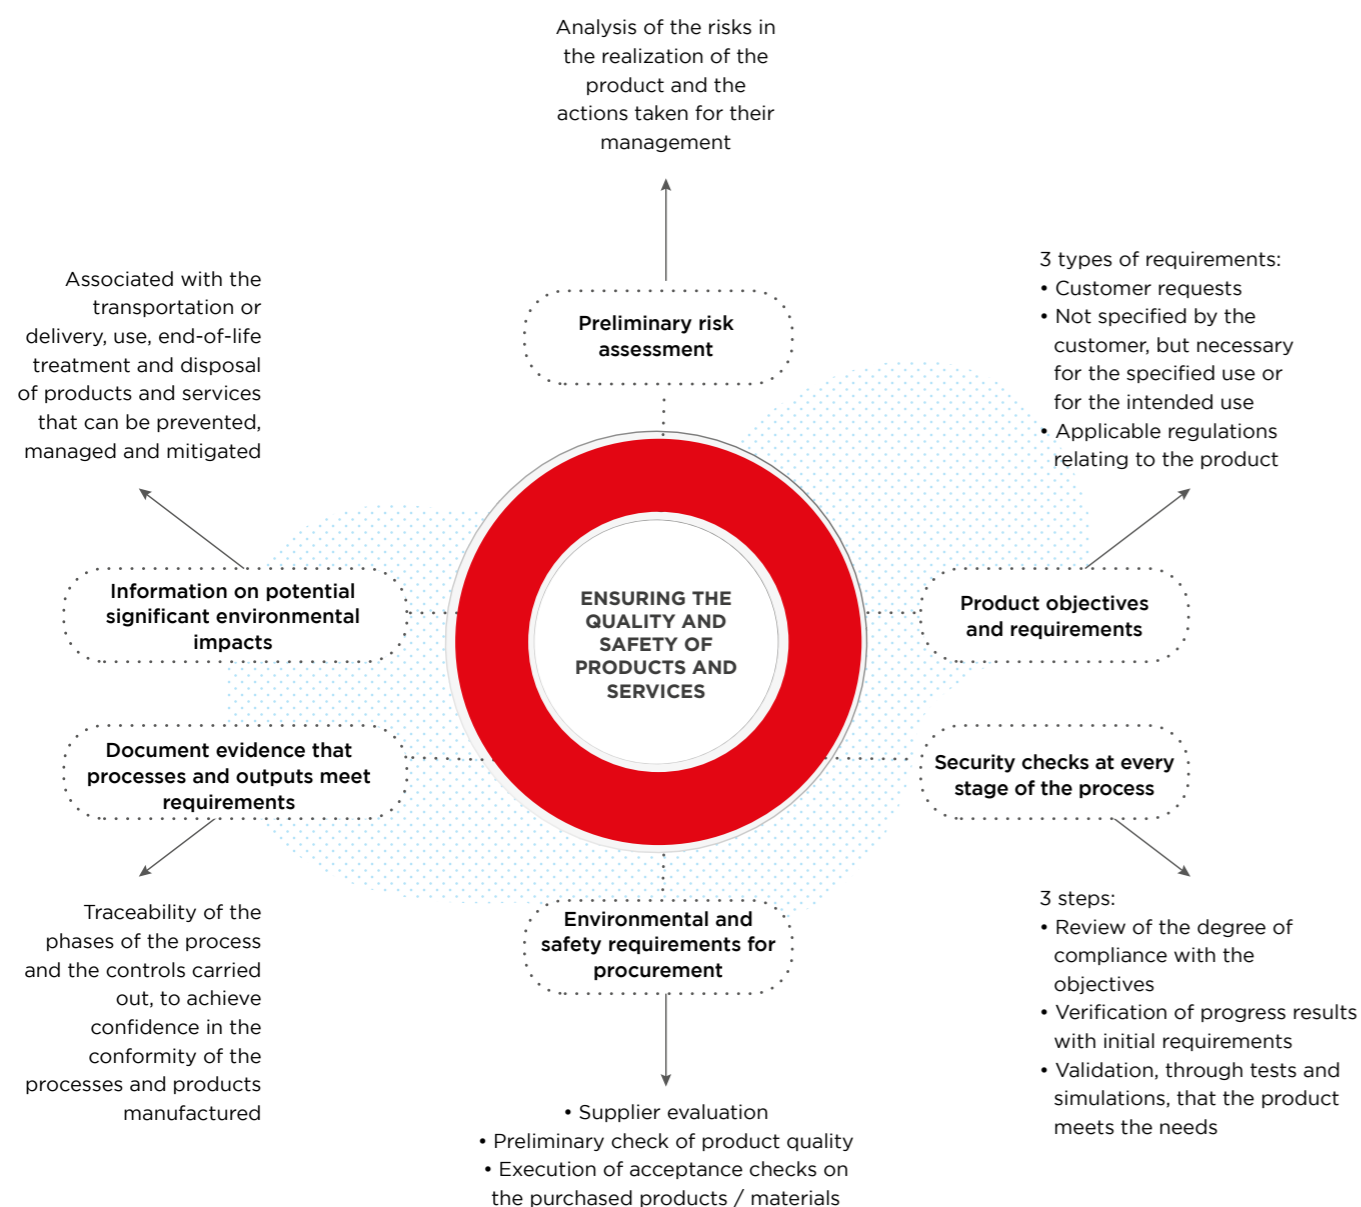 Analysis of the risks in
the realization of the
product and the
actions taken for their
management
Preliminary risk
assessment
3 types of requirements:
• Customer requests
• Not specified by the
customer, but necessary
for the specified use or
for the intended use
• Applicable regulations
relating to the product
Product objectives
and requirements
Security checks at every
stage of the process
3 steps:
• Review of the degree of
compliance with the
objectives
• Verification of progress results
with initial requirements
• Validation, through tests and
simulations, that the product
meets the needs
Environmental and
safety requirements for
procurement
• Supplier evaluation
• Preliminary check of product quality
• Execution of acceptance checks on
the purchased products / materials
Document evidence that
processes and outputs meet
requirements
Traceability of the
phases of the process
and the controls carried
out, to achieve
confidence in the
conformity of the
processes and products
manufactured
Information on potential
significant environmental
impacts
Associated with the
transportation or
delivery, use, end-of-life
treatment and disposal
of products and services
that can be prevented,
managed and mitigated
ENSURING THE
QUALITY AND
SAFETY OF
PRODUCTS AND
SERVICES